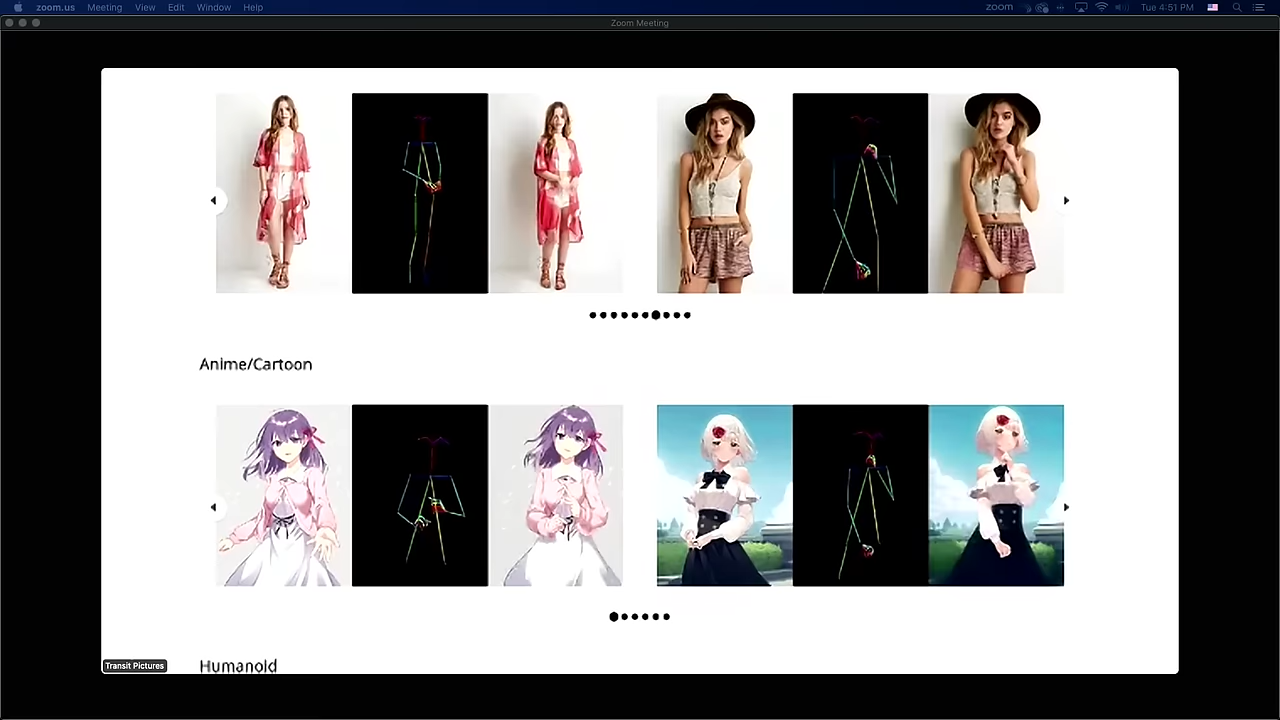 zoom.us Meeting View Edit Window Help zoom Tue 4:51 PM
Zoom Meeting
Anime/Cartoon
Humanoid
Transit Pictures